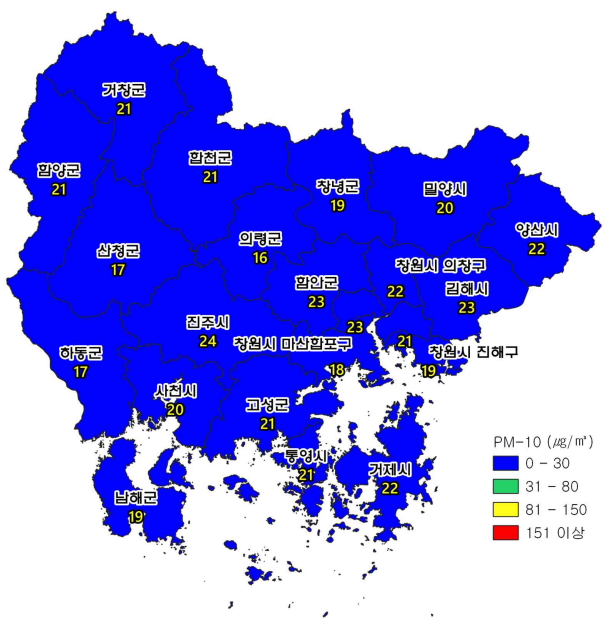 거창군
21
함양군
21
합천군
21
창녕군
19
밀양시
20
양산시
22
산청군
17
의령군
16
함안군
23
창원시 의창구
22
김해시
23
진주시
24
창원시 마산합포구
23
18
21
창원시 진해구
19
하동군
17
사천시
20
고성군
21
통영시
21
거제시
22
남해군
19
PM-10 (㎍/㎥)
0 - 30
31 - 80
81 - 150
151 이상